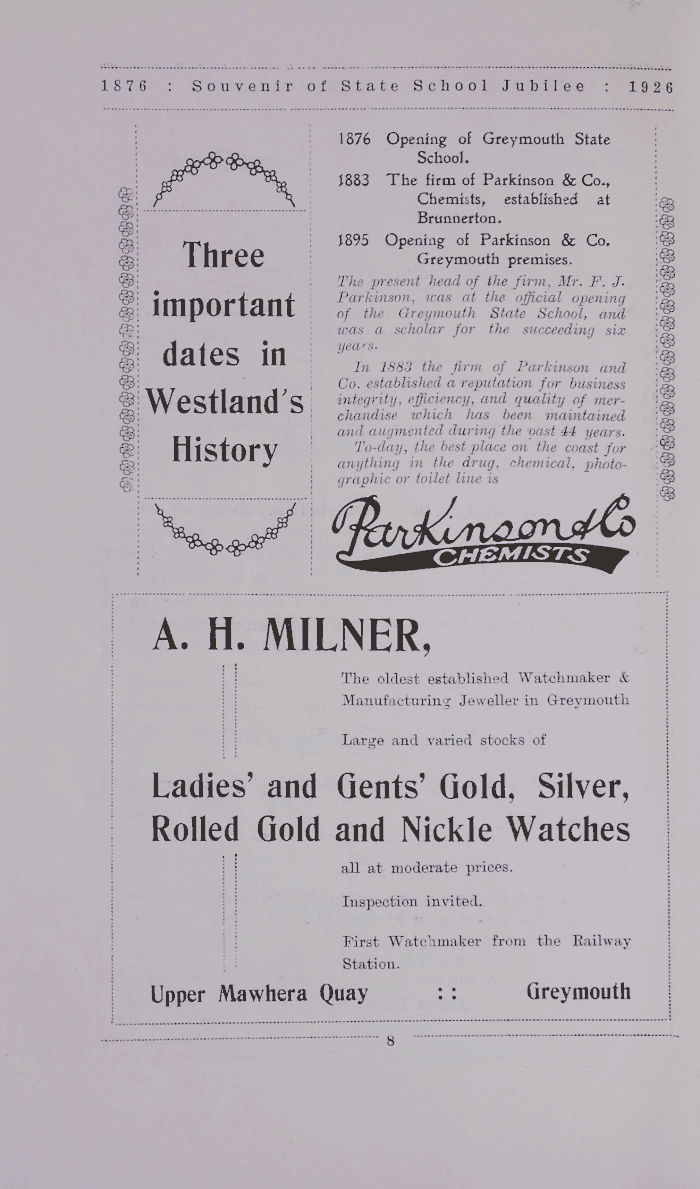 1876 : Souvenir of State School Jubilee : 1926
Three
important
dates in
Westland's
History
1876 Opening of Greymouth State
School.
1883 The firm of Parkinson & Co.,
Chemists, established at
Brunnerton.
1895 Opening of Parkinson & Co.
Greymouth premises.
The present head of the firm, Mr. F. J.
Parkinson, was at the official opening
of the Greymouth State School, and
was a scholar for the succeeding six
years.
In 1883 the firm of Parkinson and
Co. established a reputation for business
integrity, efficiency, and quality of mer-
chandise which has been maintained
and augmented during the past 44 years.
To-day, the best place on the coast for
anything in the drug, chemical, photo-
graphic or toilet line is
Parkinson & Co
CHEMISTS
A. H. MILNER,
The oldest established Watchmaker &
Manufacturing Jeweller in Greymouth
Large and varied stocks of
Ladies' and Gents' Gold, Silver,
Rolled Gold and Nickle Watches
all at moderate prices.
Inspection invited.
First Watchmaker from the Railway
Station.
Upper Mawhera Quay :: Greymouth
8